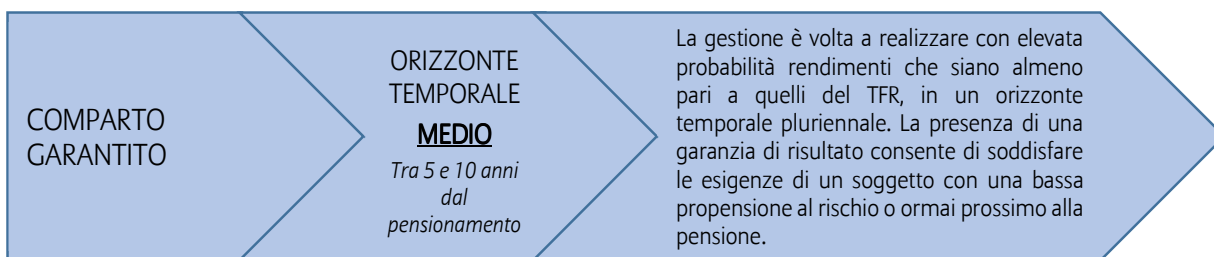 COMPARTO
GARANTITO
ORIZZONTE
TEMPORALE
MEDIO
Tra 5 e 10 anni
dal
pensionamento
La gestione è volta a realizzare con elevata
probabilità rendimenti che siano almeno
pari a quelli del TFR, in un orizzonte
temporale pluriennale. La presenza di una
garanzia di risultato consente di soddisfare
le esigenze di un soggetto con una bassa
propensione al rischio o ormai prossimo alla
pensione.